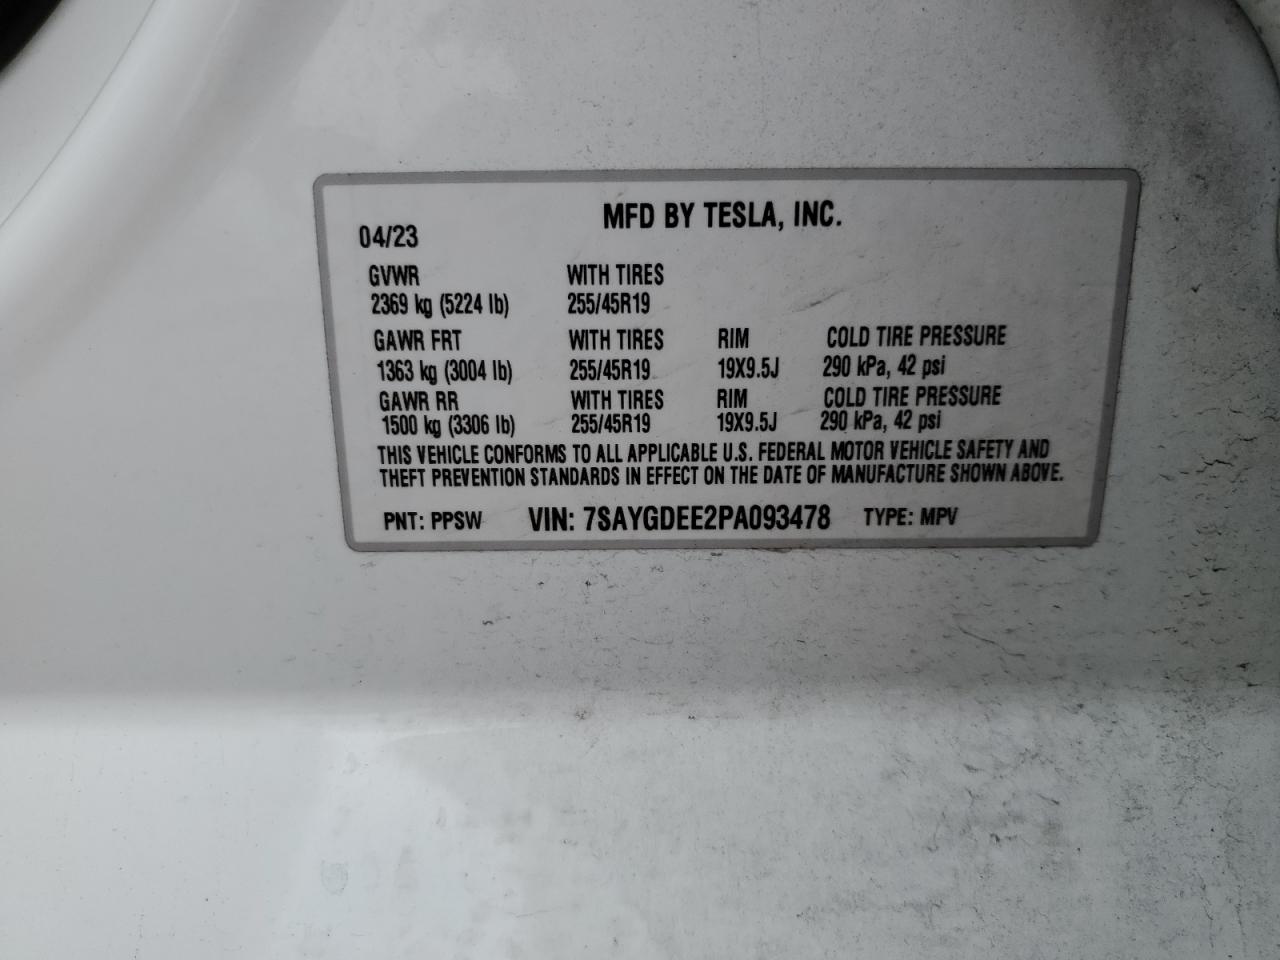 MFD BY TESLA, INC.
04/23
GVWR WITH TIRES
2369 kg (5224 lb) 255/45R19
GAWR FRT WITH TIRES RIM COLD TIRE PRESSURE
1363 kg (3004 lb) 255/45R19 19X9.5J 290 kPa, 42 psi
GAWR RR WITH TIRES RIM COLD TIRE PRESSURE
1500 kg (3306 lb) 255/45R19 19X9.5J 290 kPa, 42 psi
THIS VEHICLE CONFORMS TO ALL APPLICABLE U.S. FEDERAL MOTOR VEHICLE SAFETY AND
THEFT PREVENTION STANDARDS IN EFFECT ON THE DATE OF MANUFACTURE SHOWN ABOVE.
PNT: PPSW VIN: 7SAYGDEE2PA093478 TYPE: MPV